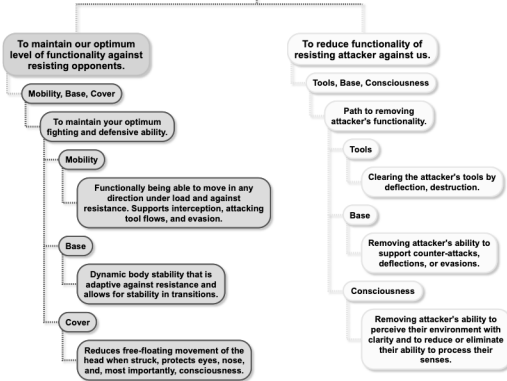 To maintain our optimum
level of functionality against
resisting opponents.
Mobility, Base, Cover
To maintain your optimum
fighting and defensive ability.
Mobility
Functionally being able to move in any
direction under load and against
resistance. Supports interception, attacking
tool flows, and evasion.
Base
Dynamic body stability that is
adaptive against resistance and
allows for stability in transitions.
Cover
Reduces free-floating movement of the
head when struck, protects eyes, nose,
and, most importantly, consciousness.
To reduce functionality of
resisting attacker against us.
Tools, Base, Consciousness
Path to removing
attacker's functionality.
Tools
Clearing the attacker's tools by
deflection, destruction.
Base
Removing attacker's ability to
support counter-attacks,
deflections, or evasions.
Consciousness
Removing attacker's ability to
perceive their environment with
clarity and to reduce or eliminate
their ability to process their
senses.